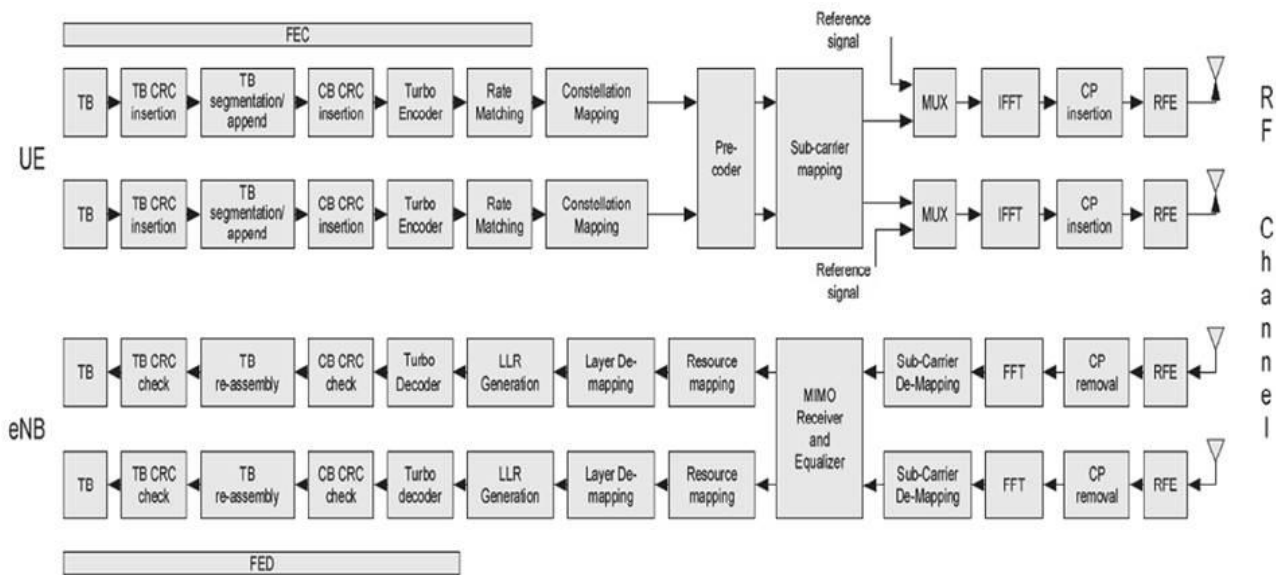 FEC
Reference
signal
UE
TB
TB CRC
insertion
TB
segmentation/
append
CB CRC
insertion
Turbo
Encoder
Rate
Matching
Constellation
Mapping
Pre-
coder
Sub-carrier
mapping
MUX
IFFT
CP
insertion
RFE
TB
TB CRC
insertion
TB
segmentation/
append
CB CRC
insertion
Turbo
Encoder
Rate
Matching
Constellation
Mapping
MUX
IFFT
CP
insertion
RFE
Reference
signal
RF
Channel
eNB
TB
TB CRC
check
TB
re-assembly
CB CRC
check
Turbo
Decoder
LLR
Generation
Layer De-
mapping
Resource
mapping
MIMO
Receiver
and
Equalizer
Sub-Carrier
De-Mapping
FFT
CP
removal
RFE
TB
TB CRC
check
TB
re-assembly
CB CRC
check
Turbo
decoder
LLR
Generation
Layer De-
mapping
Resource
mapping
Sub-Carrier
De-Mapping
FFT
CP
removal
RFE
FED